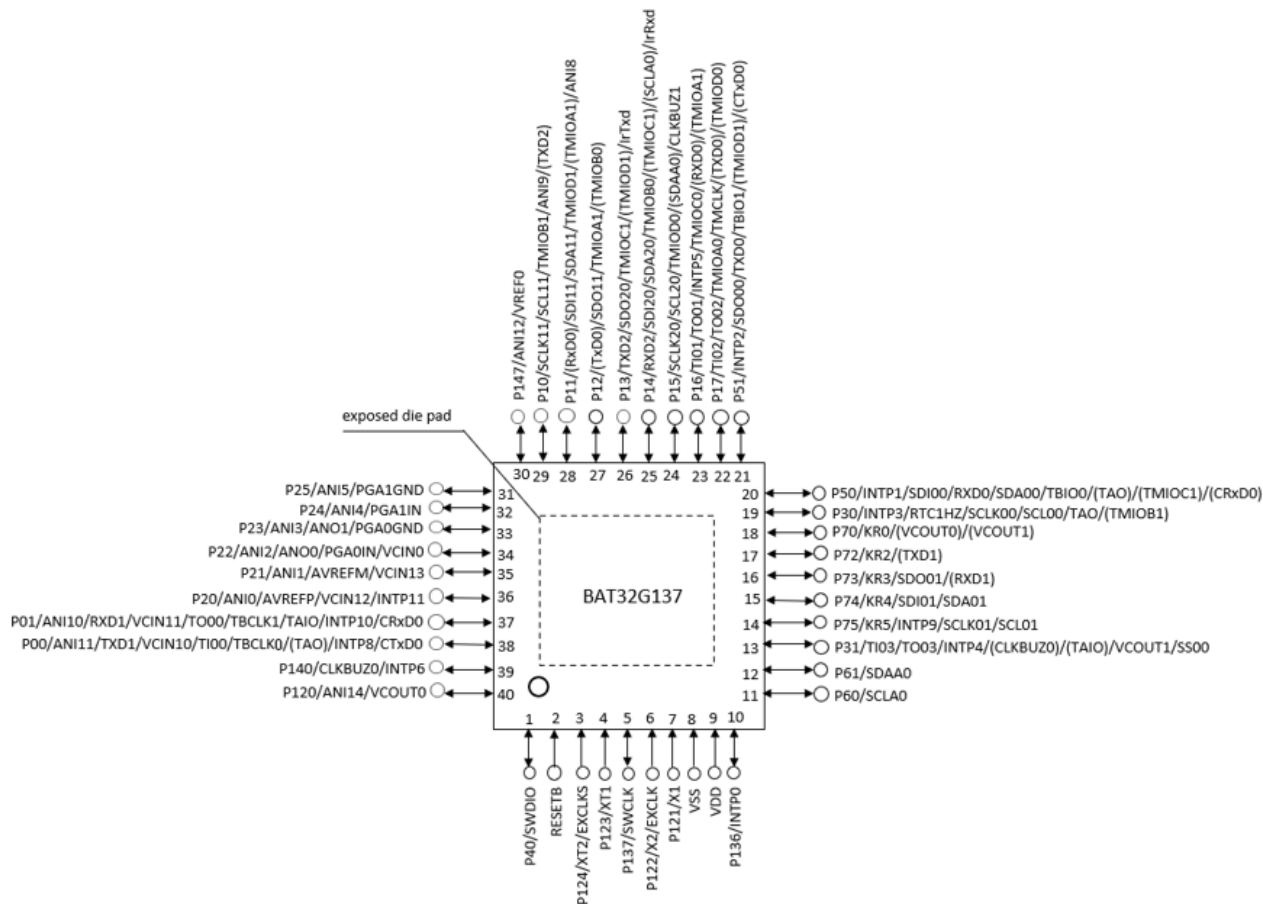 P147/ANI12/VREF0
P10/SCLK11/SCL11/TMIOB1/ANI9/(TXD2)
P11/(RxD0)/SDI11/SDA11/TMIOD1/(TMIOA1)/ANI8
P12/(TxD0)/SDO11/TMIOA1/(TMIOB0)
P13/TXD2/SDO20/TMIOC1/(TMIOD1)/IrTxd
P14/RXD2/SDI20/SDA20/TMIOB0/(TMIOC1)/(SCLA0)/IrRxd
P15/SCLK20/SCL20/TMIOD0/(SDAA0)/CLKBUZ1
P16/TI01/TO01/INTP5/TMIOC0/(RXD0)/(TMIOA1)
P17/TI02/TO02/TMIOA0/TMCLK/(TXD0)/(TMIOD0)
P51/INTP2/SDO00/TXD0/TBIO1/(TMIOD1)/(CTxD0)
exposed die pad
30 29 28 27 26 25 24 23 22 21
P25/ANI5/PGA1GND 31
P24/ANI4/PGA1IN 32
P23/ANI3/ANO1/PGA0GND 33
P22/ANI2/ANO0/PGA0IN/VCIN0 34
P21/ANI1/AVREFM/VCIN13 35
P20/ANI0/AVREFP/VCIN12/INTP11 36
P01/ANI10/RXD1/VCIN11/TO00/TBCLK1/TAIO/INTP10/CRxD0 37
P00/ANI11/TXD1/VCIN10/TI00/TBCLK0/(TAO)/INTP8/CTxD0 38
P140/CLKBUZ0/INTP6 39
P120/ANI14/VCOUT0 40
BAT32G137
20 P50/INTP1/SDI00/RXD0/SDA00/TBIO0/(TAO)/(TMIOC1)/(CRxD0)
19 P30/INTP3/RTC1HZ/SCLK00/SCL00/TAO/(TMIOB1)
18 P70/KR0/(VCOUT0)/(VCOUT1)
17 P72/KR2/(TXD1)
16 P73/KR3/SDO01/(RXD1)
15 P74/KR4/SDI01/SDA01
14 P75/KR5/INTP9/SCLK01/SCL01
13 P31/TI03/TO03/INTP4/(CLKBUZ0)/(TAIO)/VCOUT1/SS00
12 P61/SDAA0
11 P60/SCLA0
1 2 3 4 5 6 7 8 9 10
P40/SWDIO
RESETB
P124/XT2/EXCLKS
P123/XT1
P137/SWCLK
P122/X2/EXCLK
P121/X1
VSS
VDD
P136/INTP0